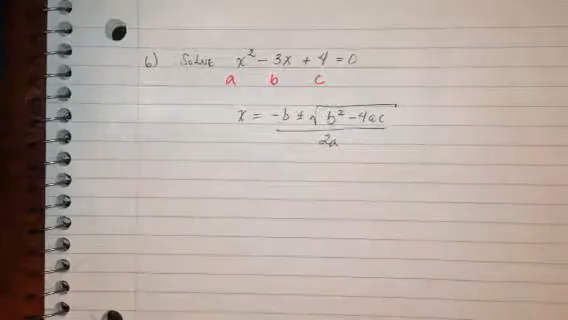 6) SOLVE x² - 3x + 4 = 0
a b c
x = -b ± √(b² - 4ac) / 2a